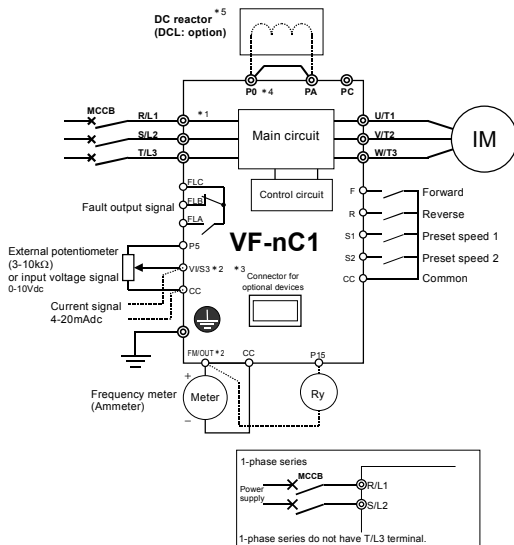 DC reactor *5
(DCL: option)
P0 *4 PA PC
MCCB
R/L1 *1 U/T1
S/L2 V/T2
T/L3 W/T3
Main circuit
IM
Control circuit
FLC
FLB
FLA
Fault output signal
F Forward
R Reverse
S1 Preset speed 1
S2 Preset speed 2
CC Common
VF-nC1
P5
External potentiometer
(3-10kΩ)
or input voltage signal
0-10Vdc
VI/S3 *2 *3
Connector for
optional devices
CC
Current signal
4-20mAdc
FM/OUT *2 CC P15
+
Frequency meter
(Ammeter)
Meter
Ry
−
1-phase series
MCCB
Power
supply
R/L1
S/L2
1-phase series do not have T/L3 terminal.